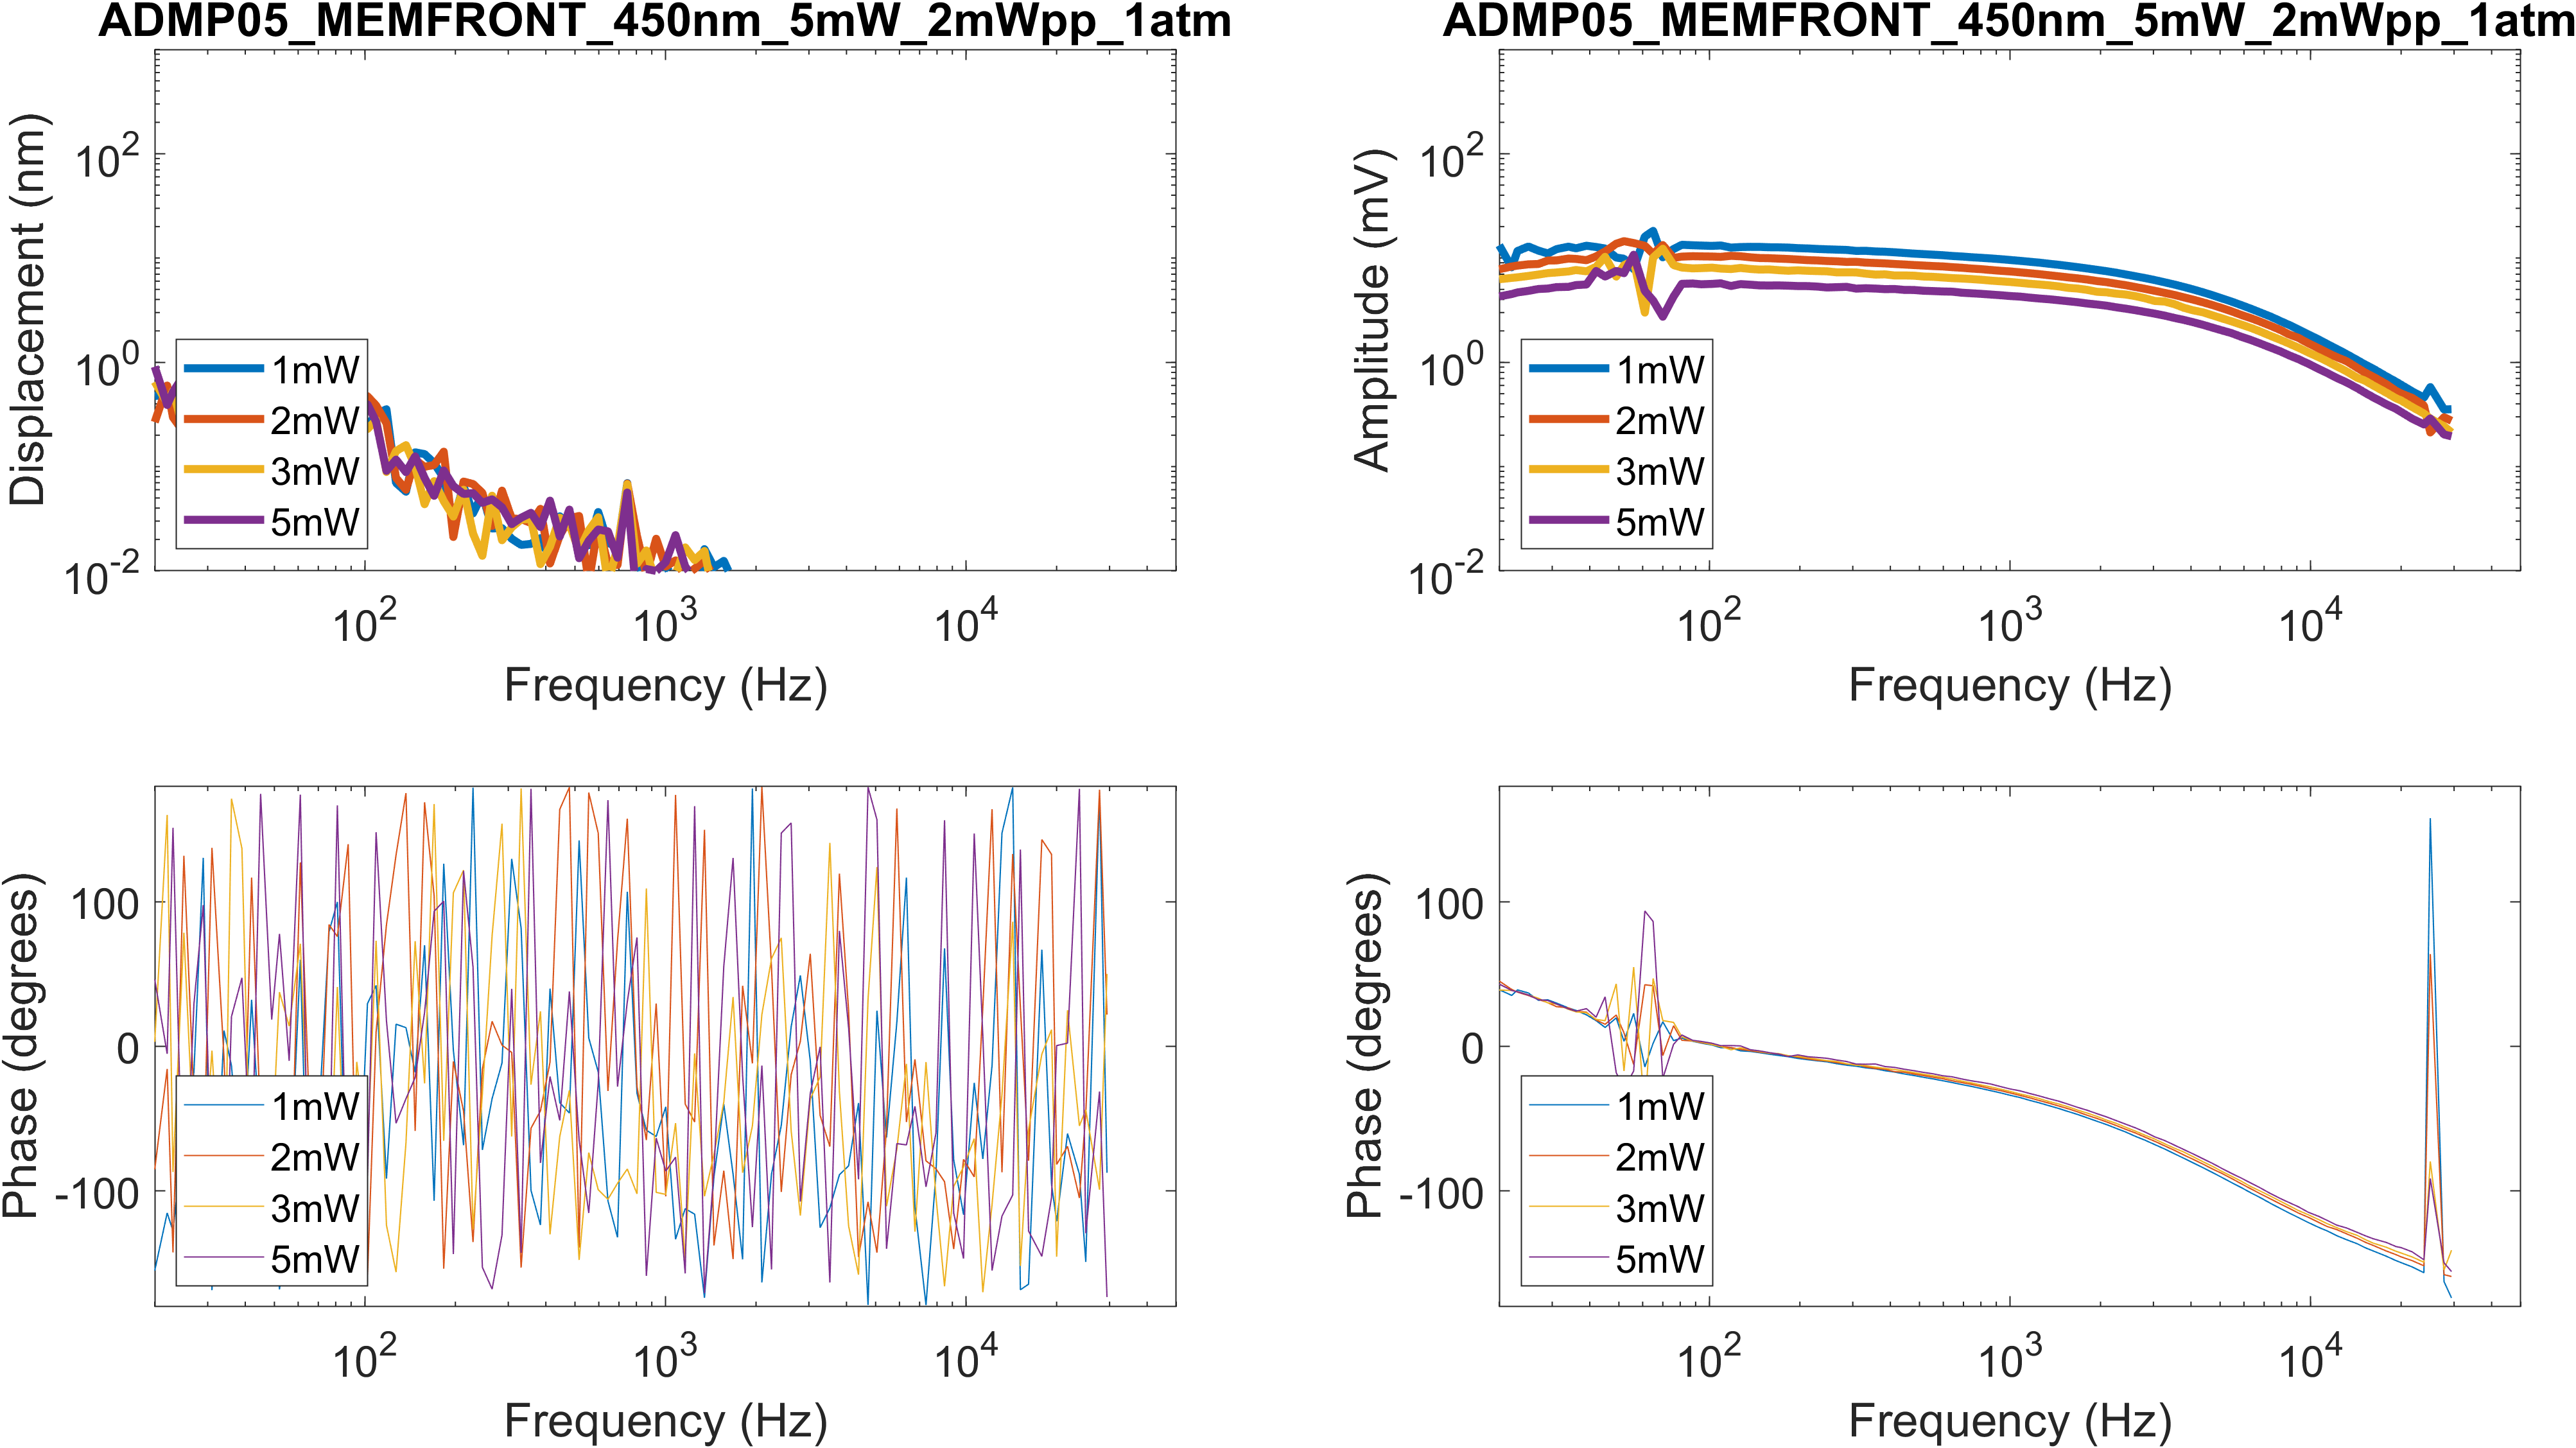 ADMP05_MEMFRONT_450nm_5mW_2mWpp_1atm
Displacement (nm)
10^2
10^0
10^-2
1mW
2mW
3mW
5mW
10^2
10^3
10^4
Frequency (Hz)
ADMP05_MEMFRONT_450nm_5mW_2mWpp_1atm
Amplitude (mV)
10^2
10^0
10^-2
1mW
2mW
3mW
5mW
10^2
10^3
10^4
Frequency (Hz)
Phase (degrees)
100
0
-100
1mW
2mW
3mW
5mW
10^2
10^3
10^4
Frequency (Hz)
Phase (degrees)
100
0
-100
1mW
2mW
3mW
5mW
10^2
10^3
10^4
Frequency (Hz)